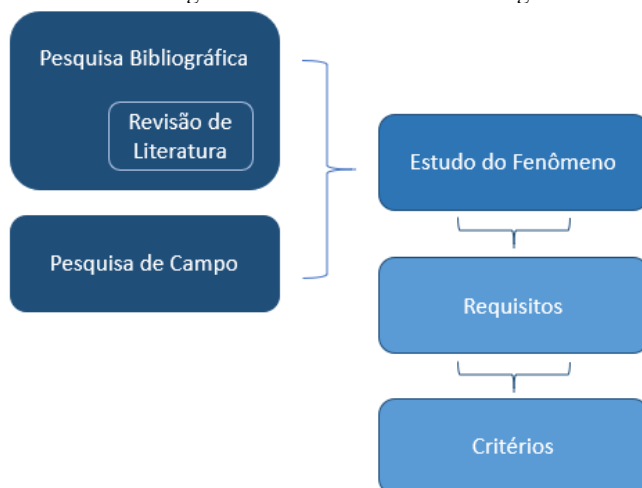 Pesquisa Bibliográfica
Revisão de
Literatura
Pesquisa de Campo
Estudo do Fenômeno
Requisitos
Critérios